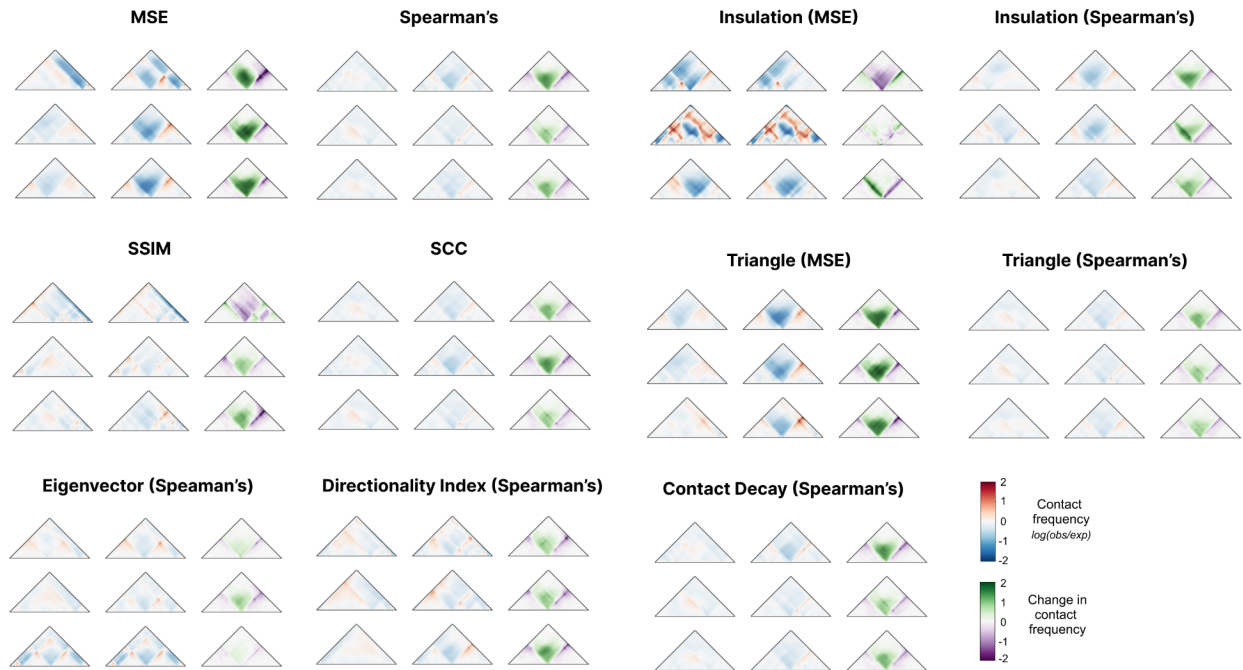 MSE
Spearman's
Insulation (MSE)
Insulation (Spearman's)
SSIM
SCC
Triangle (MSE)
Triangle (Spearman's)
Eigenvector (Speaman's)
Directionality Index (Spearman's)
Contact Decay (Spearman's)
2
1
0
-1
-2
Contact
frequency
log(obs/exp)
2
1
0
-1
-2
Change in
contact
frequency